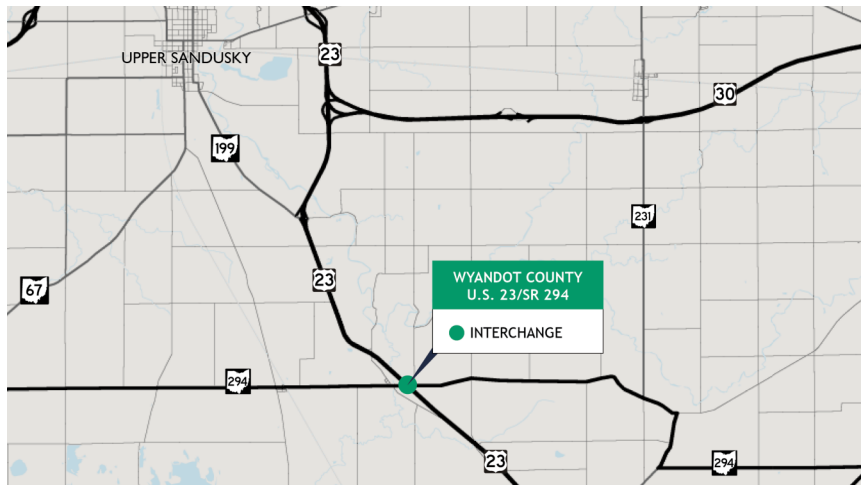 UPPER SANDUSKY
23
30
199
231
23
67
WYANDOT COUNTY
U.S. 23/SR 294
INTERCHANGE
294
23
294